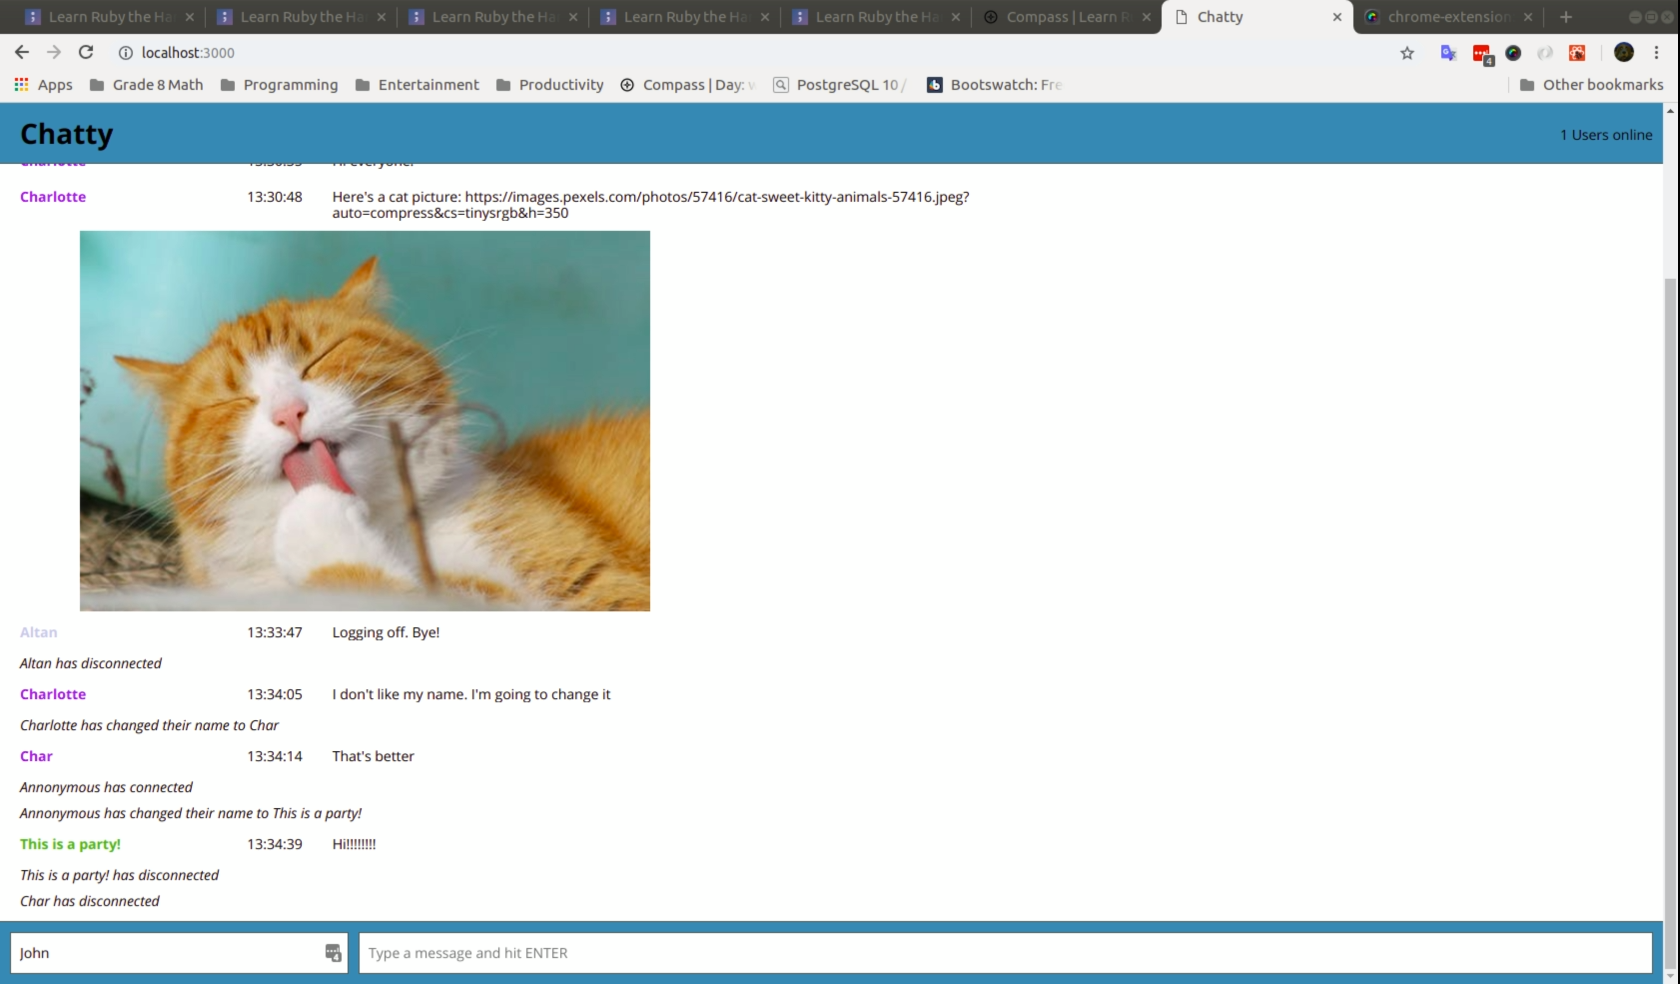 Learn Ruby the Ha
Learn Ruby the Ha
Learn Ruby the Ha
Learn Ruby the Ha
Learn Ruby the Ha
Compass | Learn R
Chatty
chrome-extension
localhost:3000
4
Apps
Grade 8 Math
Programming
Entertainment
Productivity
Compass | Day: w
PostgreSQL 10 /
Bootswatch: Fre
Other bookmarks
Chatty
1 Users online
Charlotte 13:30:48 Here's a cat picture: https://images.pexels.com/photos/57416/cat-sweet-kitty-animals-57416.jpeg?
auto=compress&cs=tinysrgb&h=350
Altan 13:33:47 Logging off. Bye!
Altan has disconnected
Charlotte 13:34:05 I don't like my name. I'm going to change it
Charlotte has changed their name to Char
Char 13:34:14 That's better
Annonymous has connected
Annonymous has changed their name to This is a party!
This is a party! 13:34:39 Hi!!!!!!!!
This is a party! has disconnected
Char has disconnected
John
Type a message and hit ENTER